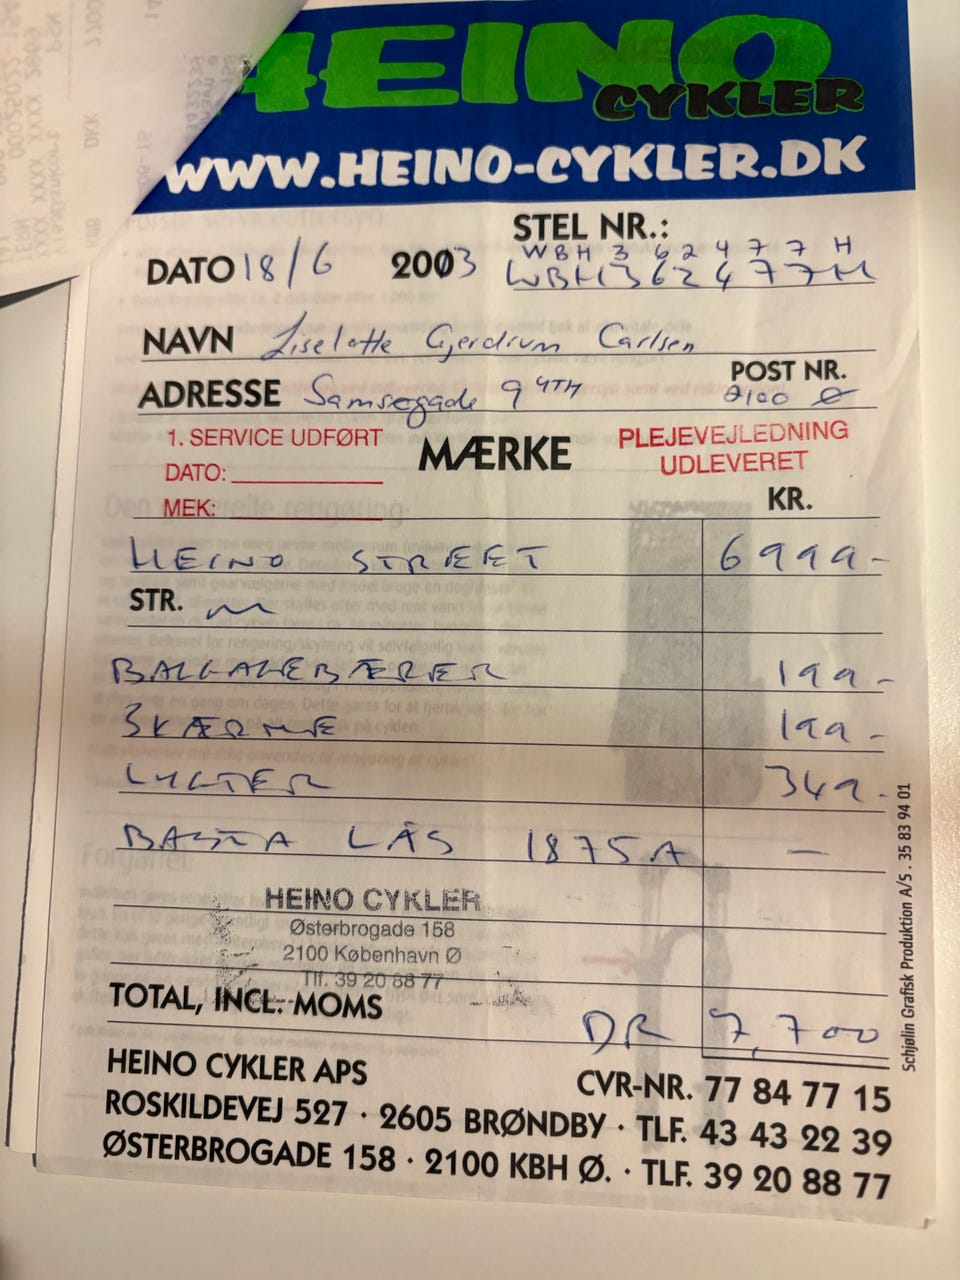 HEINO
CYKLER
WWW.HEINO-CYKLER.DK
STEL NR.:
WBH362477H
DATO 18/6 2003 WBH362477H
NAVN Liselotte Gjerdrum Carlsen
POST NR.
ADRESSE Samsøgade 9 4TH 2100 Ø
1. SERVICE UDFØRT
DATO:
MEK:
MÆRKE
PLEJEVEJLEDNING
UDLEVERET
KR.
HEINO STREET 6999-
STR. M
BAGAGEBÆRER 199-
SKÆRME 199-
LYGTER 349-
BASTA LÅS 1875A —
HEINO CYKLER
Østerbrogade 158
2100 København Ø
Tlf. 39 20 88 77
TOTAL, INCL. MOMS DR 7,700
HEINO CYKLER APS CVR-NR. 77 84 77 15
ROSKILDEVEJ 527 · 2605 BRØNDBY · TLF. 43 43 22 39
ØSTERBROGADE 158 · 2100 KBH Ø. · TLF. 39 20 88 77
Schjølin Grafisk Produktion A/S . 35 83 94 01